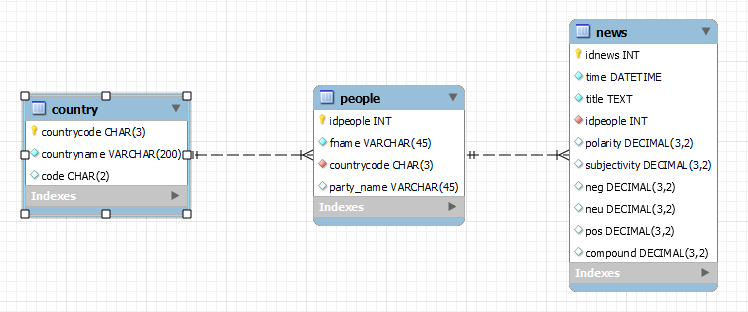 country
countrycode CHAR(3)
countryname VARCHAR(200)
code CHAR(2)
Indexes
people
idpeople INT
fname VARCHAR(45)
countrycode CHAR(3)
party_name VARCHAR(45)
Indexes
news
idnews INT
time DATETIME
title TEXT
idpeople INT
polarity DECIMAL(3,2)
subjectivity DECIMAL(3,2)
neg DECIMAL(3,2)
neu DECIMAL(3,2)
pos DECIMAL(3,2)
compound DECIMAL(3,2)
Indexes